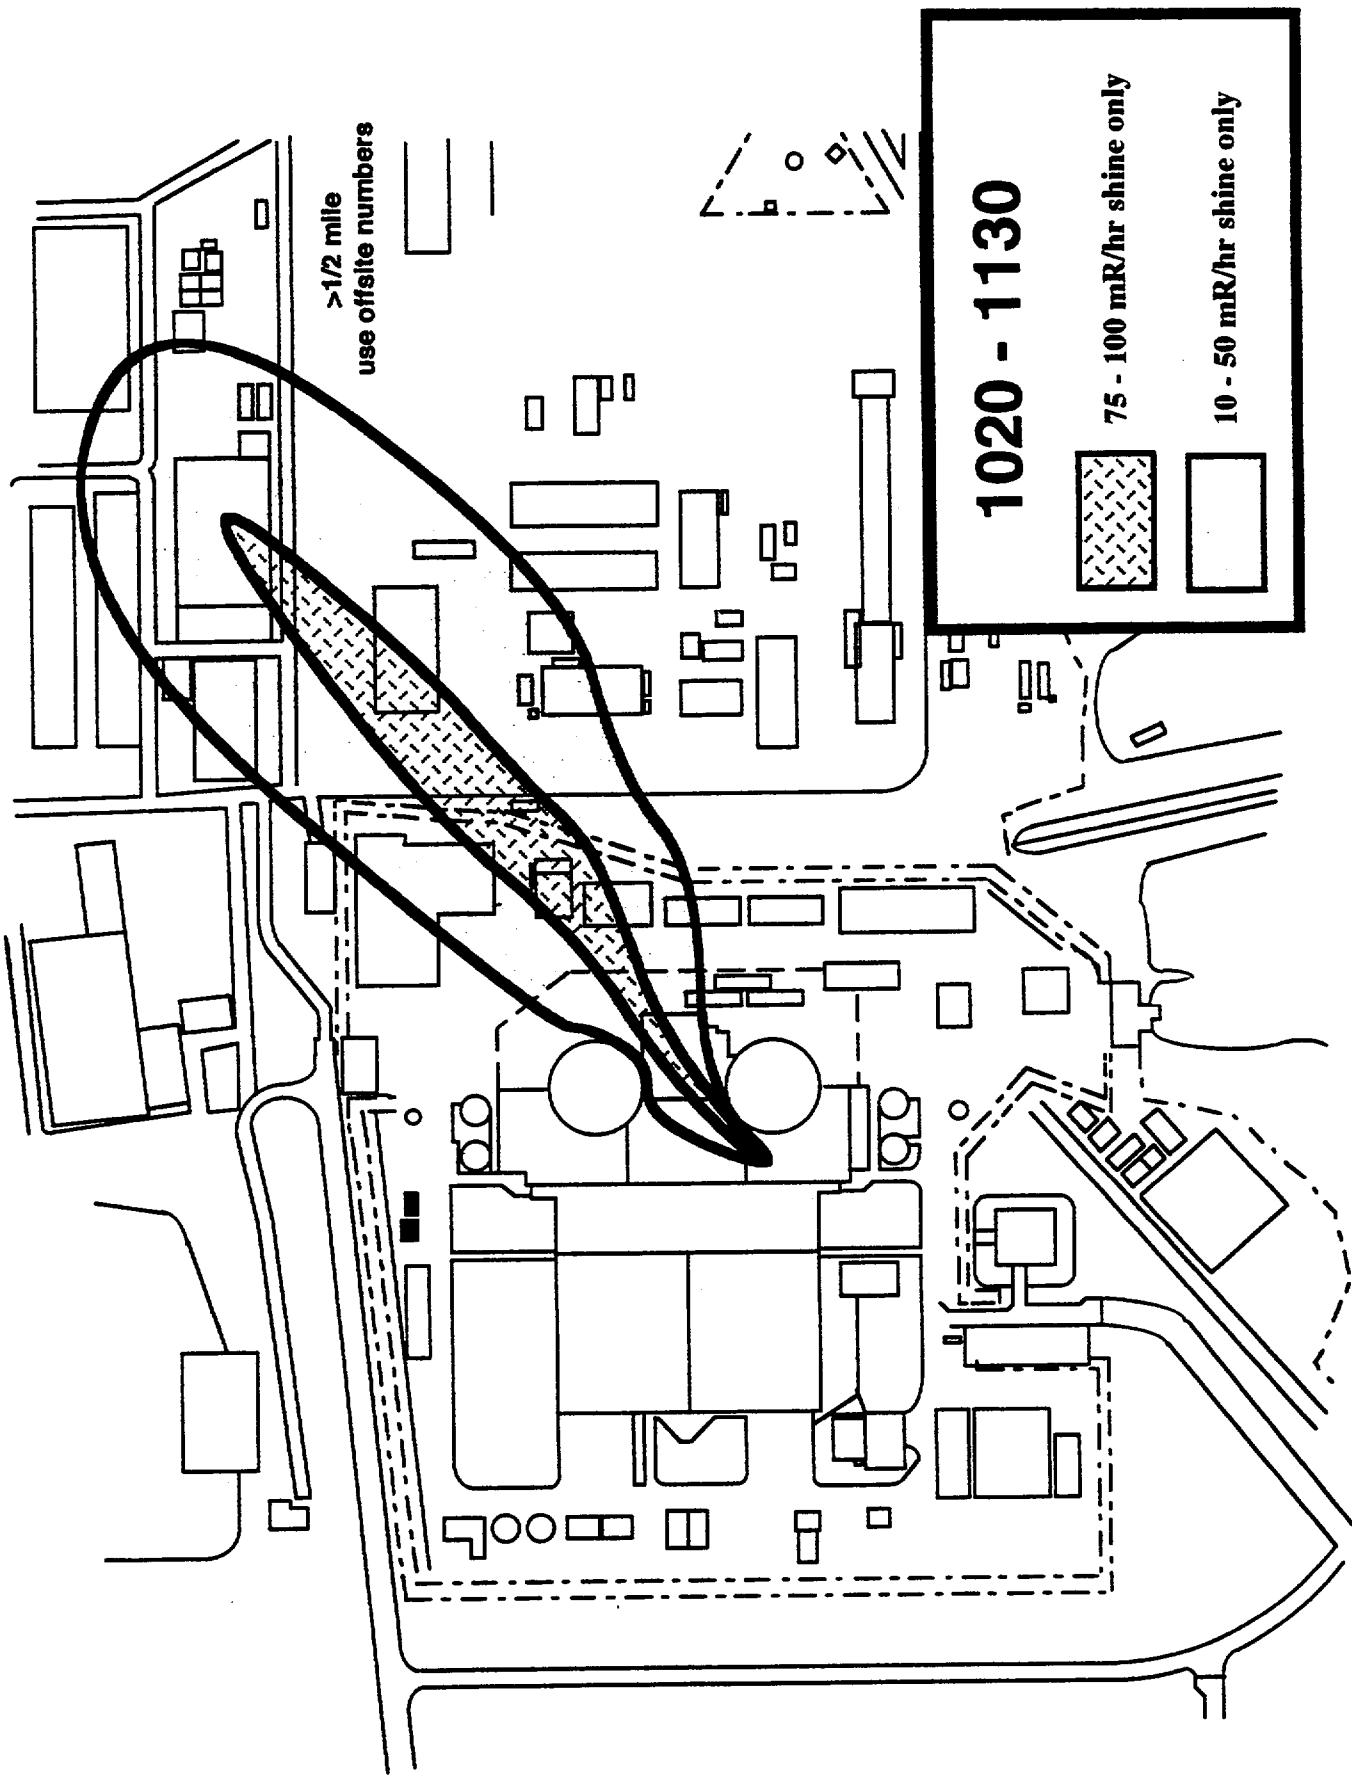 >1/2 mile
use offsite numbers
1020 - 1130
75 - 100 mR/hr shine only
10 - 50 mR/hr shine only